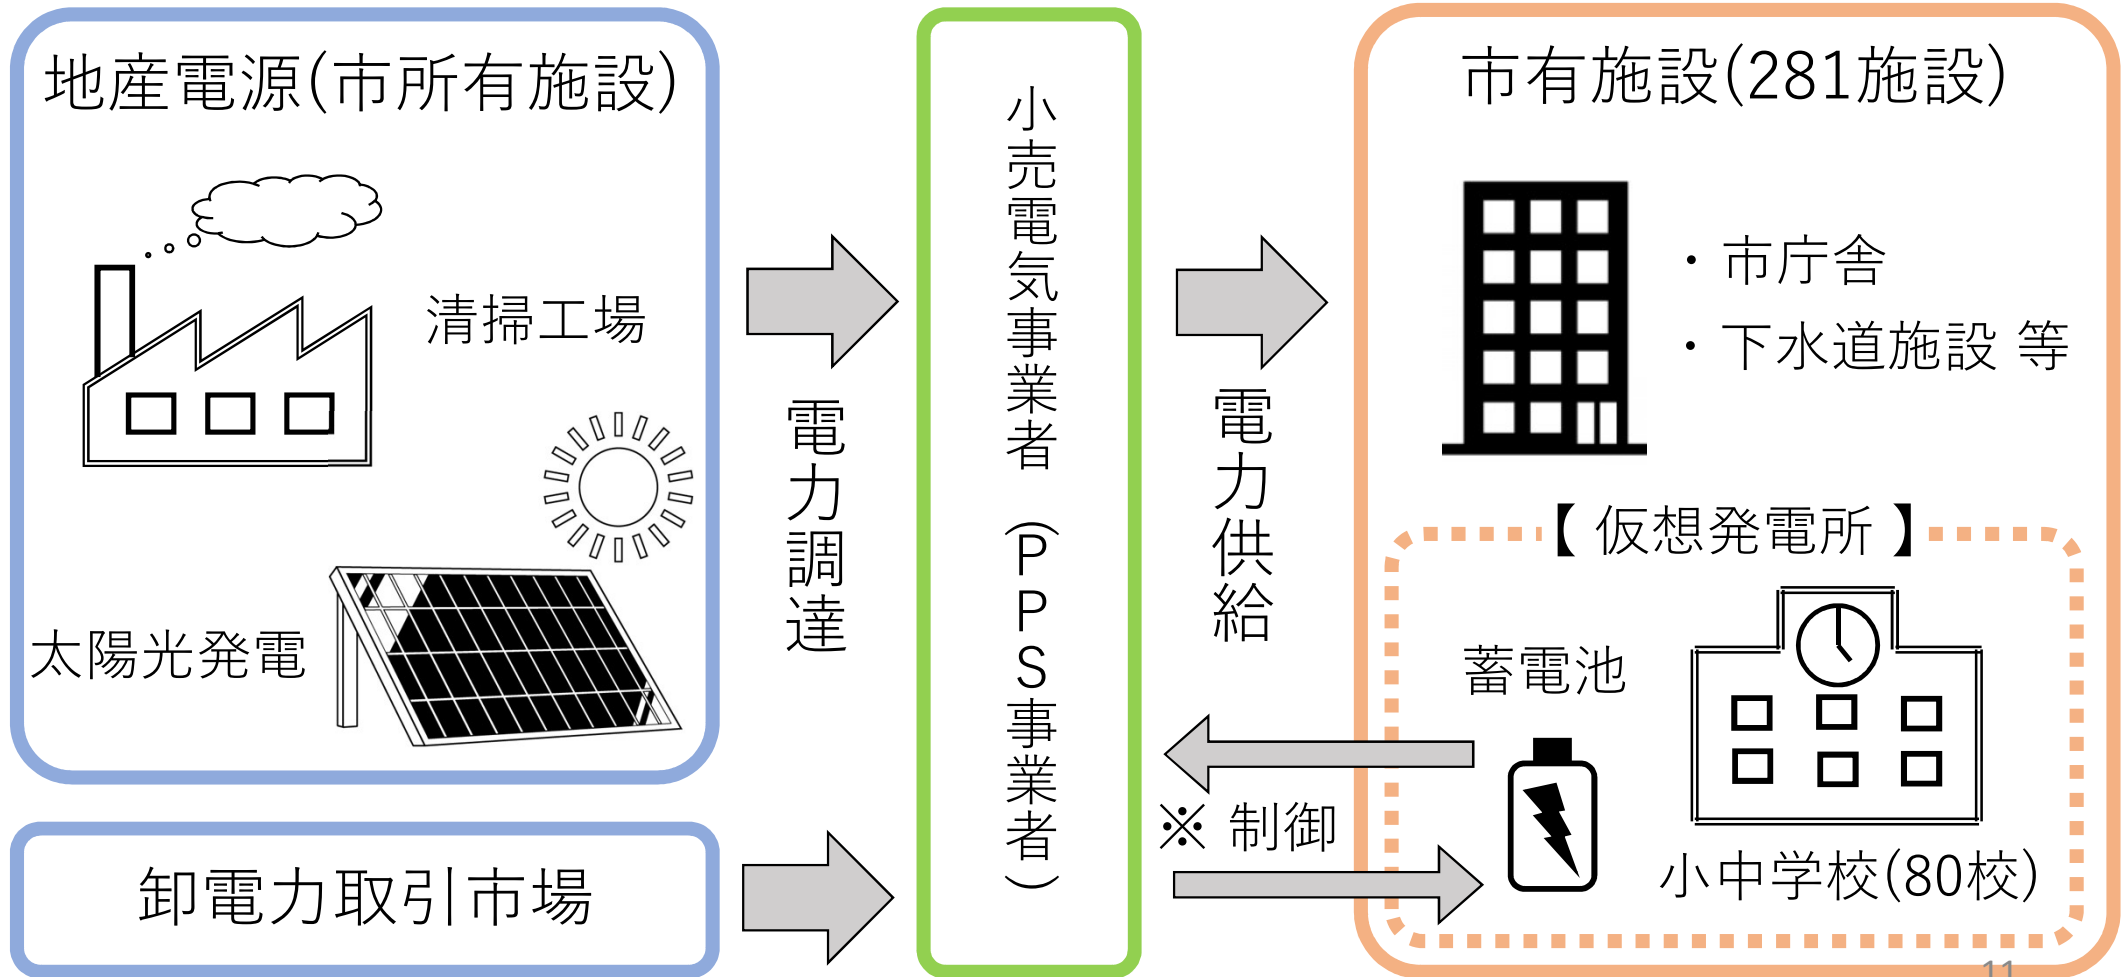 地産電源(市所有施設)
清掃工場
太陽光発電
卸電力取引市場
電力調達
小売電気事業者（ＰＰＳ事業者）
電力供給
※ 制御
市有施設(281施設)
・市庁舎
・下水道施設 等
【 仮想発電所 】
蓄電池
小中学校(80校)
11